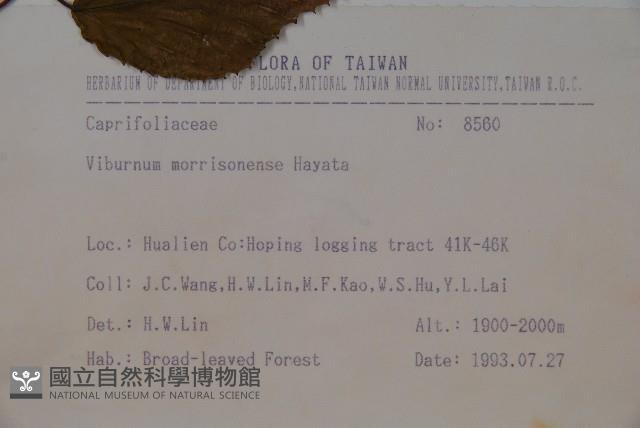 FLORA OF TAIWAN
HERBARIUM OF DEPARTMENT OF BIOLOGY,NATIONAL TAIWAN NORMAL UNIVERSITY,TAIWAN R.O.C.
Caprifoliaceae No: 8560
Viburnum morrisonense Hayata
Loc.: Hualien Co:Hoping logging tract 41K-46K
Coll: J.C.Wang,H.W.Lin,M.F.Kao,W.S.Hu,Y.L.Lai
Det.: H.W.Lin Alt.: 1900-2000m
Hab.: Broad-leaved Forest Date: 1993.07.27
國立自然科學博物館
NATIONAL MUSEUM OF NATURAL SCIENCE